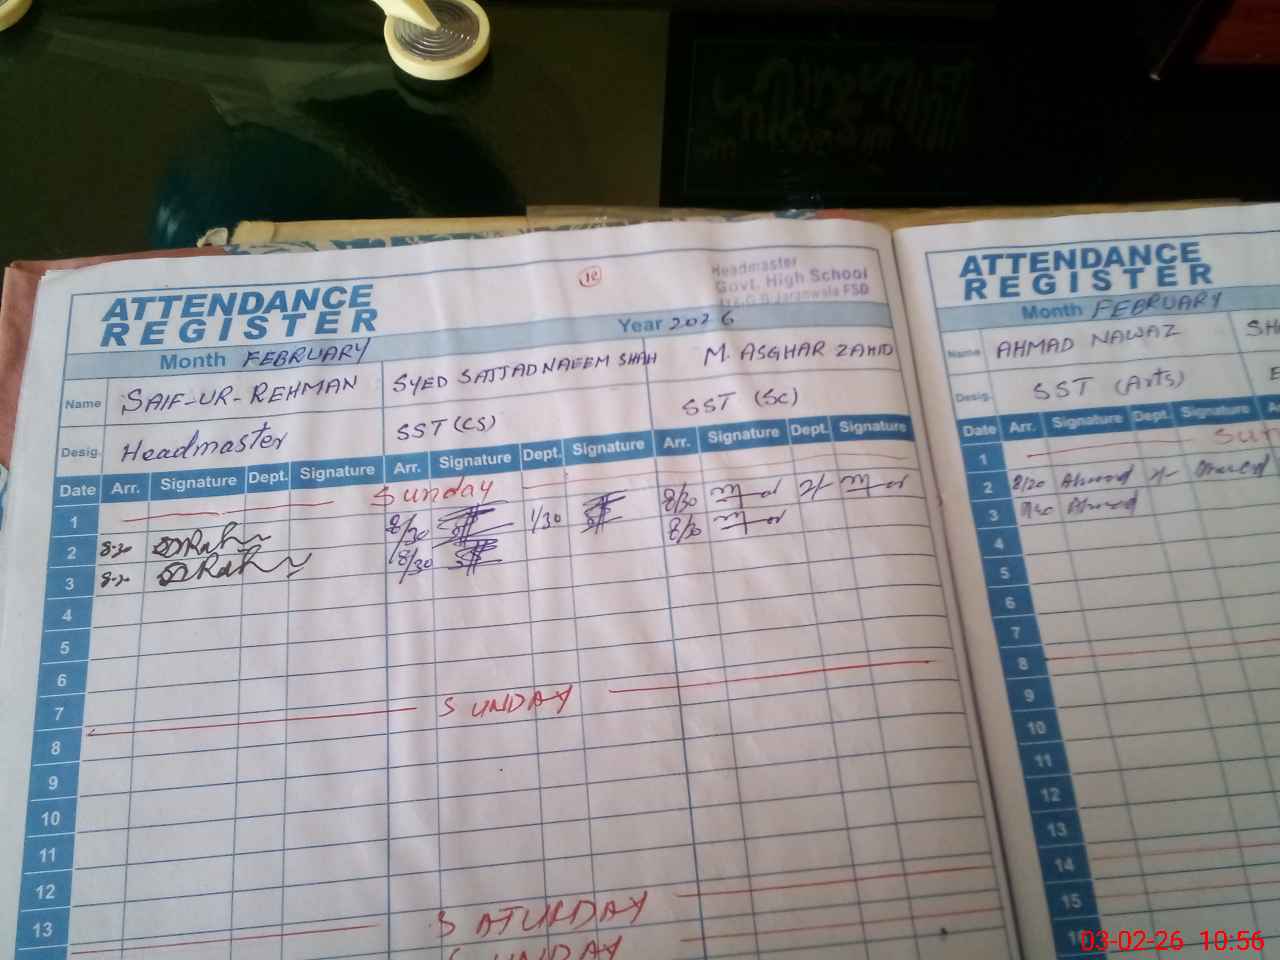 12
Headmaster
Govt. High School
G.B Jaranwala FSD
ATTENDANCE
REGISTER
Month FEBRUARY Year 2026
Name SAIF-UR-REHMAN SYED SAJJAD NAEEM SHAH M. ASGHAR ZAHID
Desig. Headmaster SST (CS) SST (Sc)
Date Arr. Signature Dept. Signature Arr. Signature Dept. Signature Arr. Signature Dept. Signature
1 Sunday
2 8-30 8/30 1/30 8/30
3 8/30 8/30
4
5
6
7
SUNDAY
8
9
10
11
12
13
SATURDAY
SUNDAY
ATTENDANCE
REGISTER
Month FEBRUARY
Name AHMAD NAWAZ
Desig. SST (Arts)
Date Arr. Signature Dept. Signature
1
2 8/20 Ahmad
3 Ahmad
4
5
6
7
8
9
10
11
12
13
14
15
03-02-26 10:56